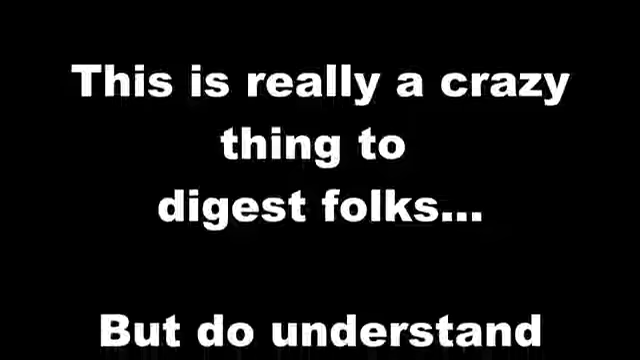 This is really a crazy
thing to
digest folks...
But do understand